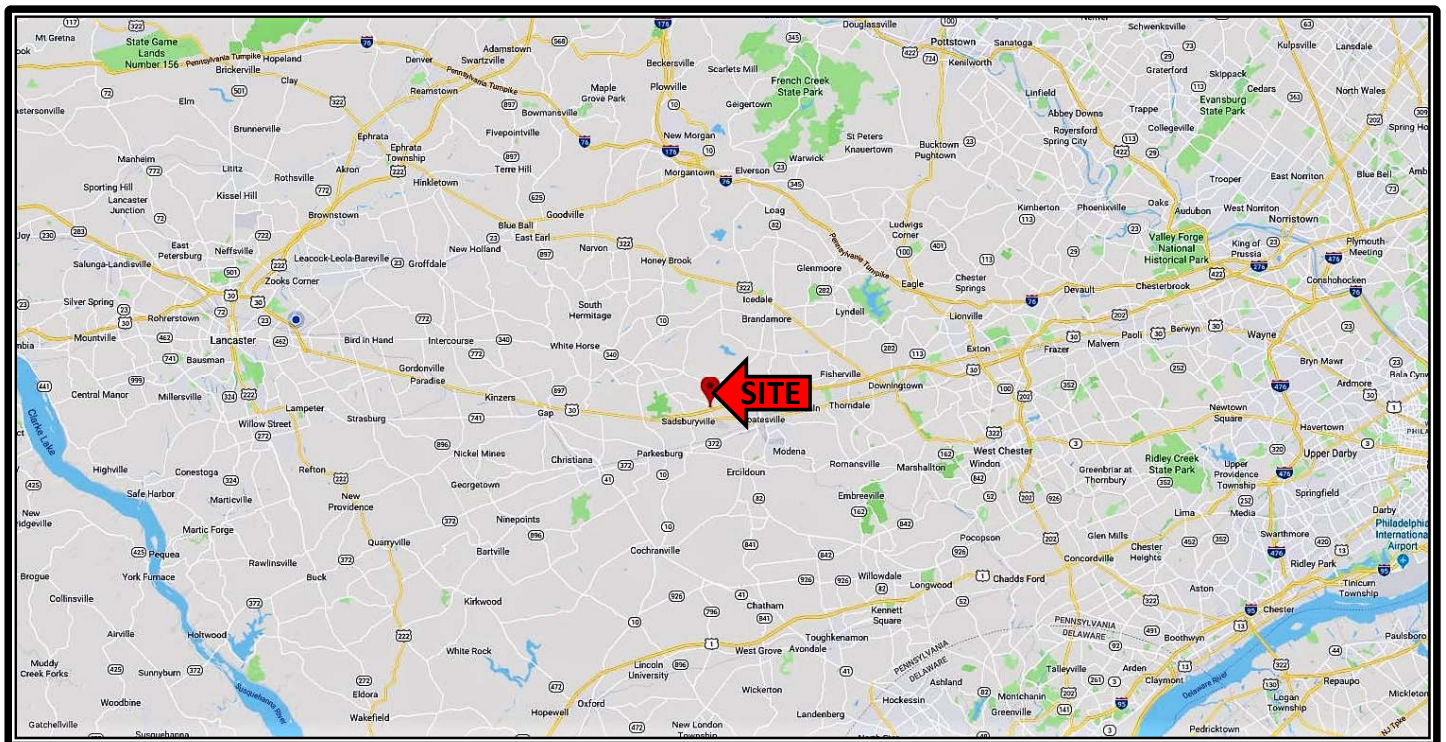 Mt Gretna
State Game
Lands
Number 156
Pennsylvania Turnpike
Hopeland
Brickerville
Clay
Elm
Denver
Reamstown
Adamstown
Swartzville
Pennsylvania Turnpike
Beckersville
Scarlets Mill
Plowville
Maple
Grove Park
Bowmansville
Geigertown
French Creek
State Park
Douglassville
Pottstown
Sanatoga
Kenilworth
Schwenksville
Graterford
Skippack
Cedars
Evansburg
State Park
Kulpsville
Lansdale
North Wales
Linfield
Abbey Downs
Trappe
Royersford
Spring City
Collegeville
Brunnerville
Ephrata
Ephrata
Township
Fivepointville
New Morgan
St Peters
Knauertown
Bucktown
Pughtown
Manheim
Lititz
Rothsville
Akron
Hinkletown
Terre Hill
Morgantown
Elverson
Warwick
Trooper
East Norriton
Blue Bell
Sporting Hill
Lancaster
Junction
Kissel Hill
Brownstown
Goodville
Blue Ball
East Earl
Loag
Ludwigs
Corner
Kimberton
Phoenixville
Oaks
Audubon
West Norriton
Norristown
East
Petersburg
Neffsville
Leacock-Leola-Bareville
Groffdale
New Holland
Narvon
Honey Brook
Pennsylvania Turnpike
Valley Forge
National
Historical Park
King of
Prussia
Plymouth
Meeting
Salunga-Landisville
Zooks Corner
Glenmoore
Eagle
Chester
Springs
Devault
Chesterbrook
Conshohocken
Silver Spring
Rohrerstown
Mountville
Lancaster
Bausman
South
Hermitage
Icedale
Brandamore
Lyndell
Lionville
Bird in Hand
Intercourse
White Horse
Exton
Frazer
Malvern
Paoli
Berwyn
Wayne
Bryn Mawr
Gordonville
Paradise
Fisherville
Downingtown
Ardmore
Central Manor
Millersville
Kinzers
Gap
SITE
Thorndale
Newtown
Square
Havertown
Lampeter
Strasburg
Willow Street
Sadsburyville
Upper Darby
Clarke Lake
Nickel Mines
Christiana
Parkesburg
Modena
Romansville
Marshallton
West Chester
Windon
Greenbriar at
Thornbury
Ridley Creek
State Park
Upper
Providence
Township
Springfield
Highville
Conestoga
Refton
Georgetown
Ercildoun
Embreeville
Lima
Media
Darby
Safe Harbor
Marticville
Martic Forge
New
Providence
Ninepoints
Swarthmore
Ridley Park
Pequea
Quarryville
Bartville
Cochranville
Pocopson
Glen Mills
Chester
Heights
Concordville
York Furnace
Rawlinsville
Buck
Willowdale
Longwood
Chadds Ford
Aston
Tinicum
Township
Brogue
Collinsville
Kirkwood
Chatham
Kennett
Square
Chester
Airville
Holtwood
White Rock
Toughkenamon
West Grove
Avondale
PENNSYLVANIA
DELAWARE
PENNSYLVANIA
DELAWARE
Boothwyn
Paulsboro
Muddy
Creek Forks
Sunnyburn
Lincoln
University
Talleyville
Arden
Claymont
Repaupo
Woodbine
Susquehanna River
Eldora
Wakefield
Oxford
Hopewell
Wickerton
Ashland
Hockessin
Montchanin
Greenville
Delaware River
Logan
Township
Mickleton
Gatchellville
Susquehanna
New London
Township
Landenberg
Pedricktown
NJ Tpke